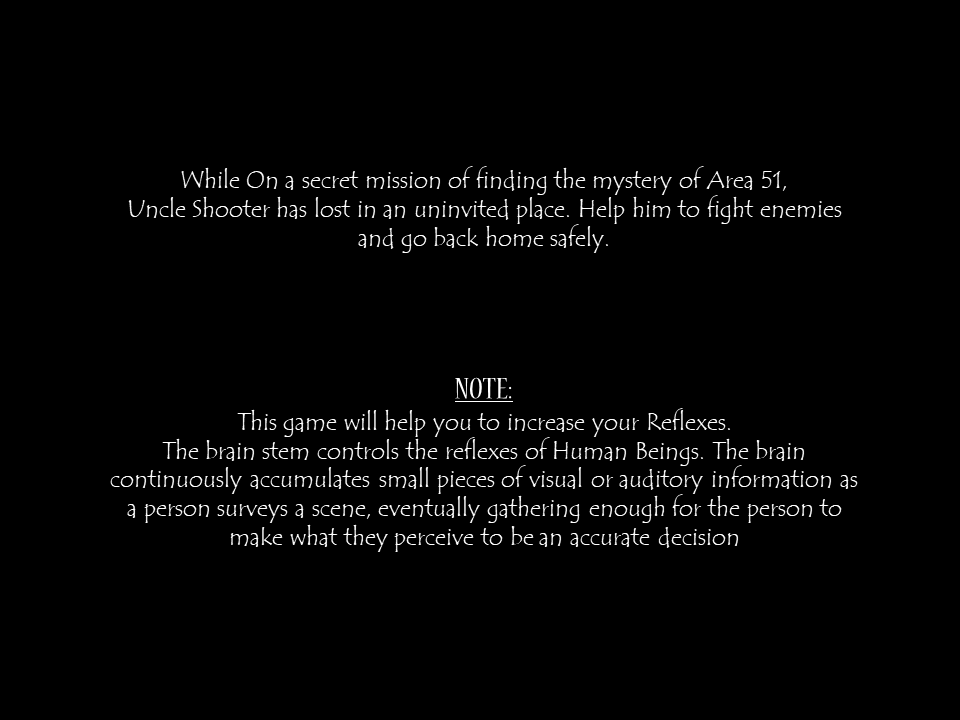 While On a secret mission of finding the mystery of Area 51,
Uncle Shooter has lost in an uninvited place. Help him to fight enemies
and go back home safely.
NOTE:
This game will help you to increase your Reflexes.
The brain stem controls the reflexes of Human Beings. The brain
continuously accumulates small pieces of visual or auditory information as
a person surveys a scene, eventually gathering enough for the person to
make what they perceive to be an accurate decision